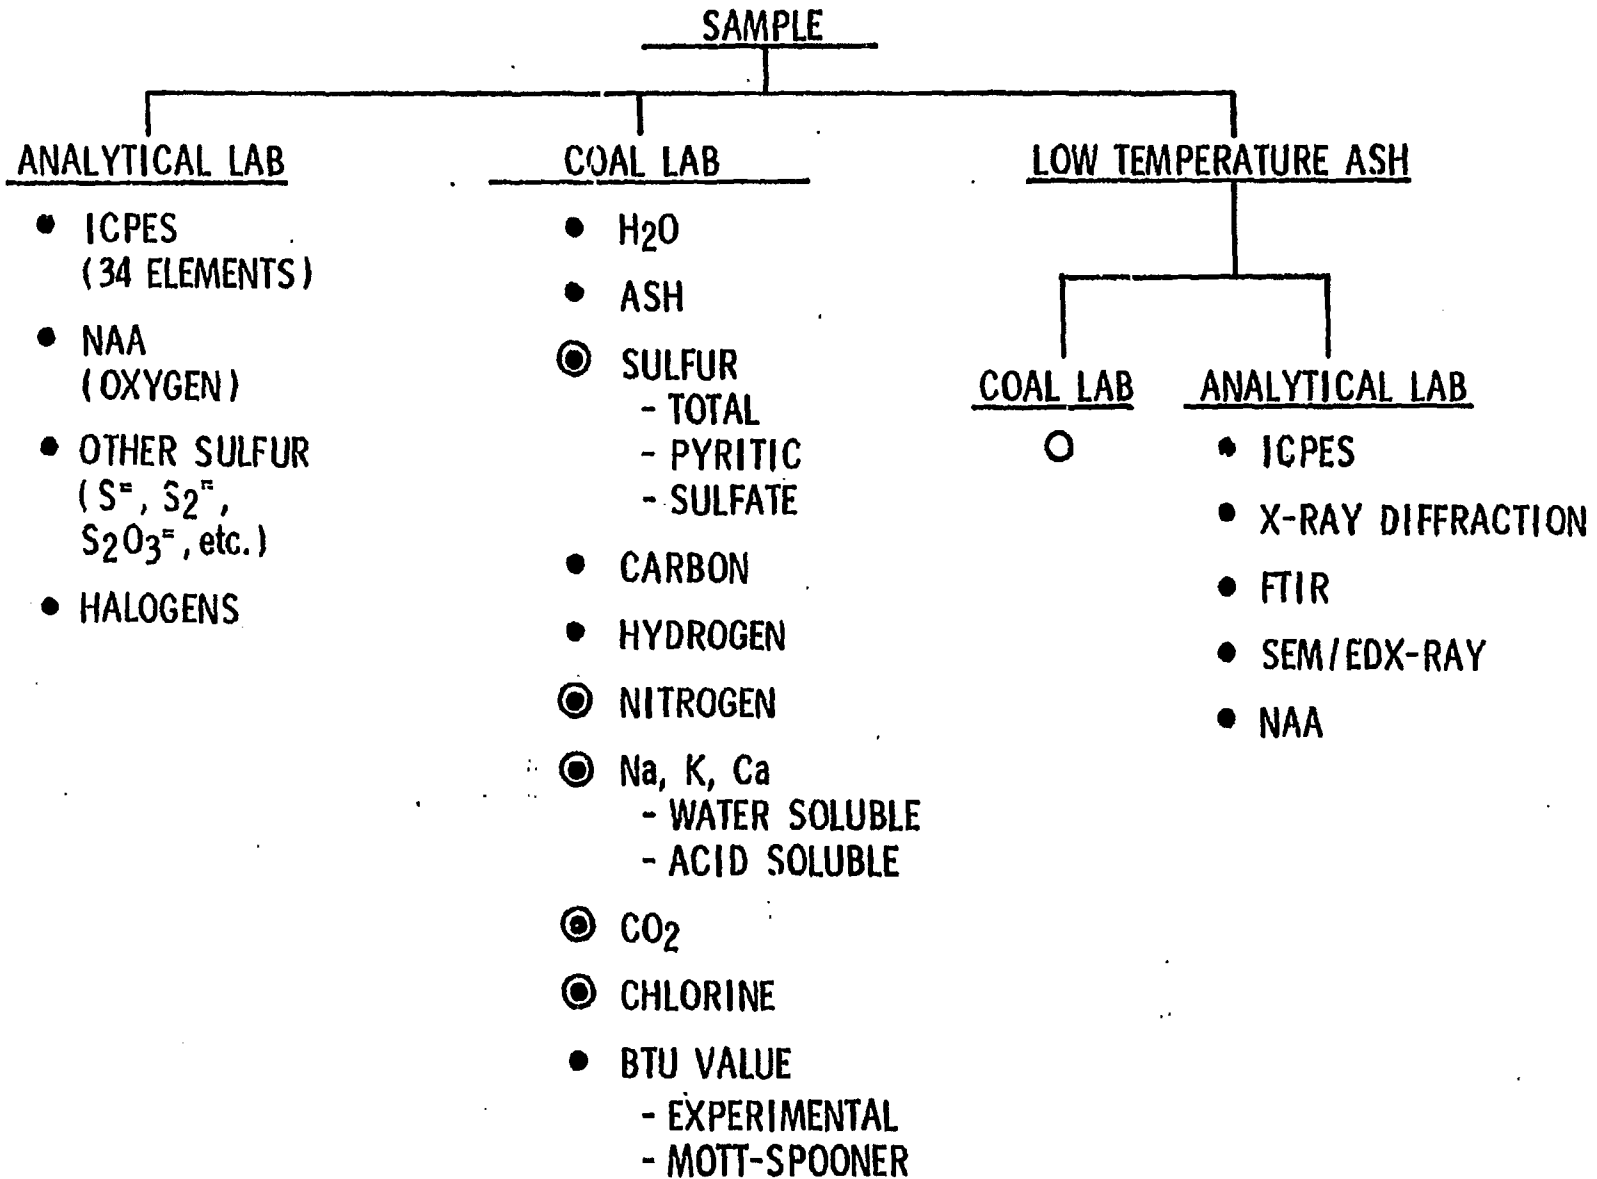 SAMPLE
ANALYTICAL LAB
• ICPES
(34 ELEMENTS)
• NAA
(OXYGEN)
• OTHER SULFUR
(S⁼, S₂⁼,
S₂O₃⁼, etc.)
• HALOGENS
COAL LAB
• H₂O
• ASH
◉ SULFUR
- TOTAL
- PYRITIC
- SULFATE
• CARBON
• HYDROGEN
◉ NITROGEN
◉ Na, K, Ca
- WATER SOLUBLE
- ACID SOLUBLE
◉ CO₂
◉ CHLORINE
• BTU VALUE
- EXPERIMENTAL
- MOTT-SPOONER
LOW TEMPERATURE ASH
COAL LAB
○
ANALYTICAL LAB
• ICPES
• X-RAY DIFFRACTION
• FTIR
• SEM/EDX-RAY
• NAA